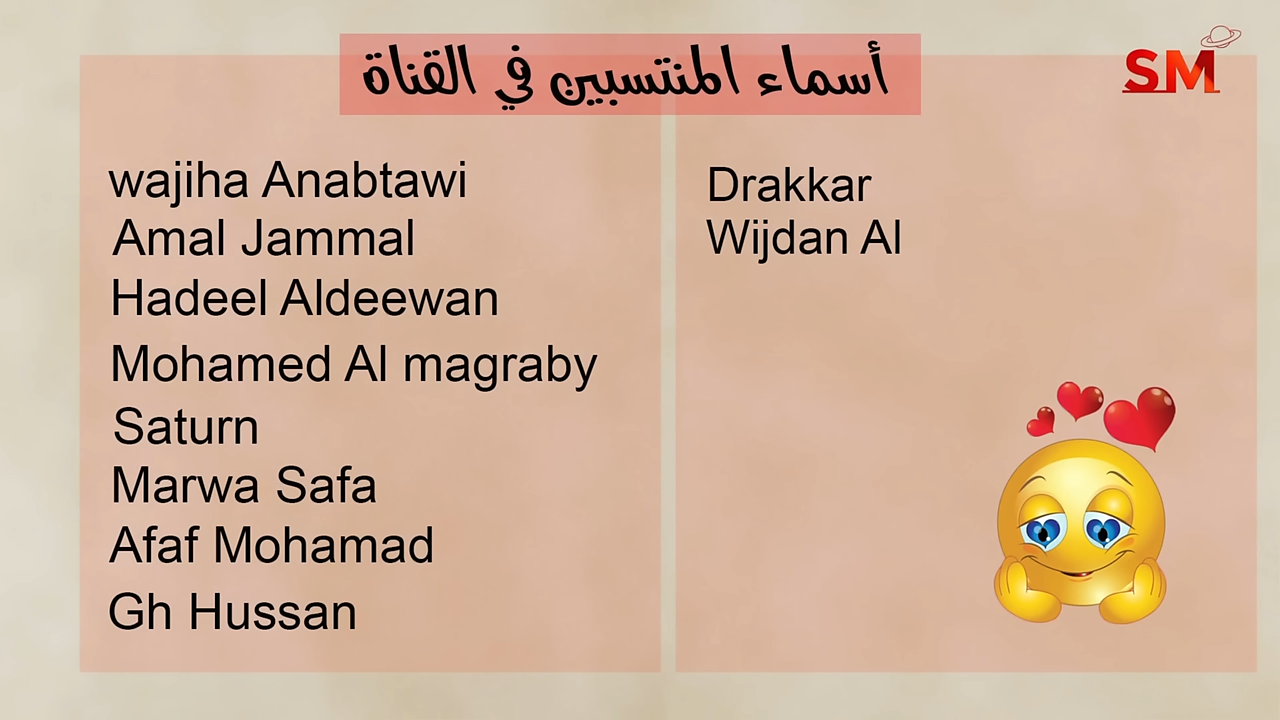 أسماء المنتسبين في القناة
SM
wajiha Anabtawi
Amal Jammal
Hadeel Aldeewan
Mohamed Al magraby
Saturn
Marwa Safa
Afaf Mohamad
Gh Hussan
Drakkar
Wijdan Al